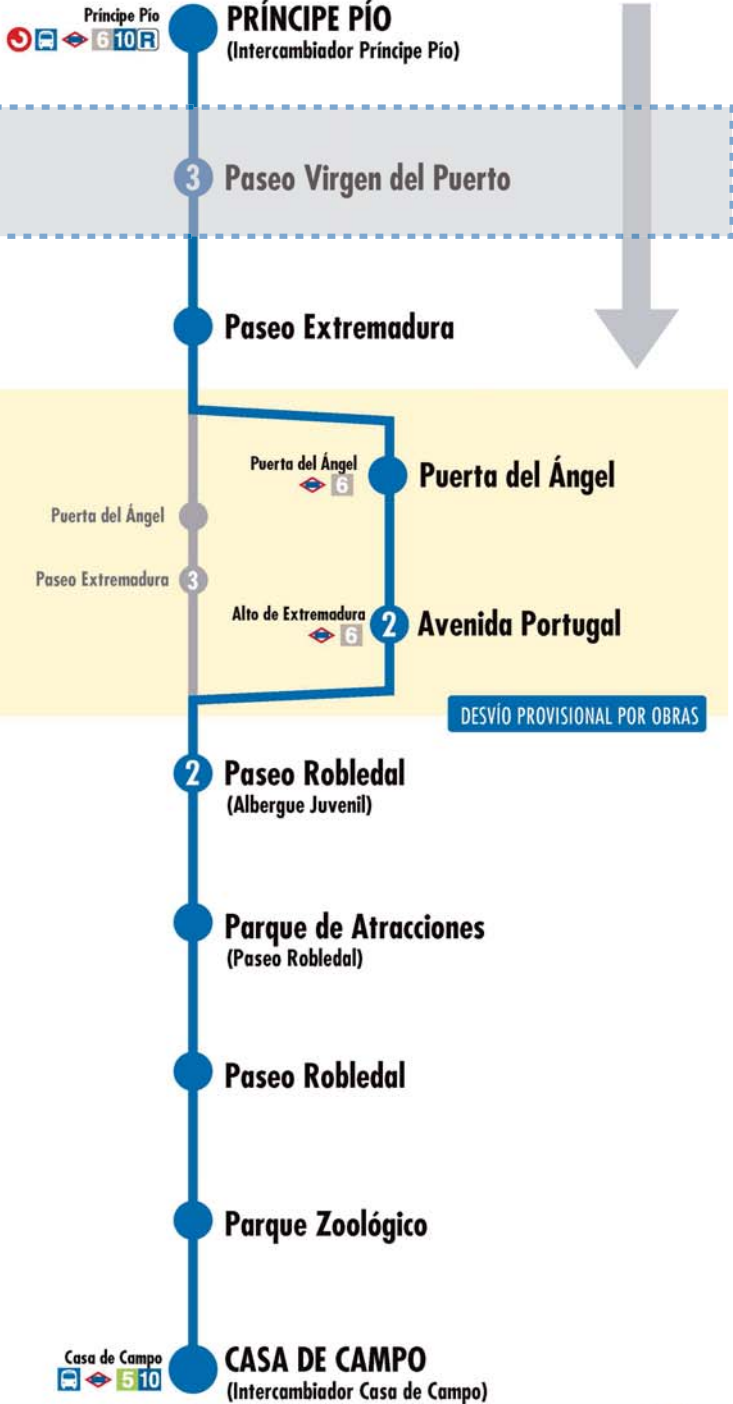 Príncipe Pío
6 10 R
PRÍNCIPE PÍO
(Intercambiador Príncipe Pío)
3 Paseo Virgen del Puerto
Paseo Extremadura
Puerta del Ángel
6
Puerta del Ángel
Puerta del Ángel
Paseo Extremadura 3
Alto de Extremadura
6
2 Avenida Portugal
DESVÍO PROVISIONAL POR OBRAS
2 Paseo Robledal
(Albergue Juvenil)
Parque de Atracciones
(Paseo Robledal)
Paseo Robledal
Parque Zoológico
Casa de Campo
5 10
CASA DE CAMPO
(Intercambiador Casa de Campo)